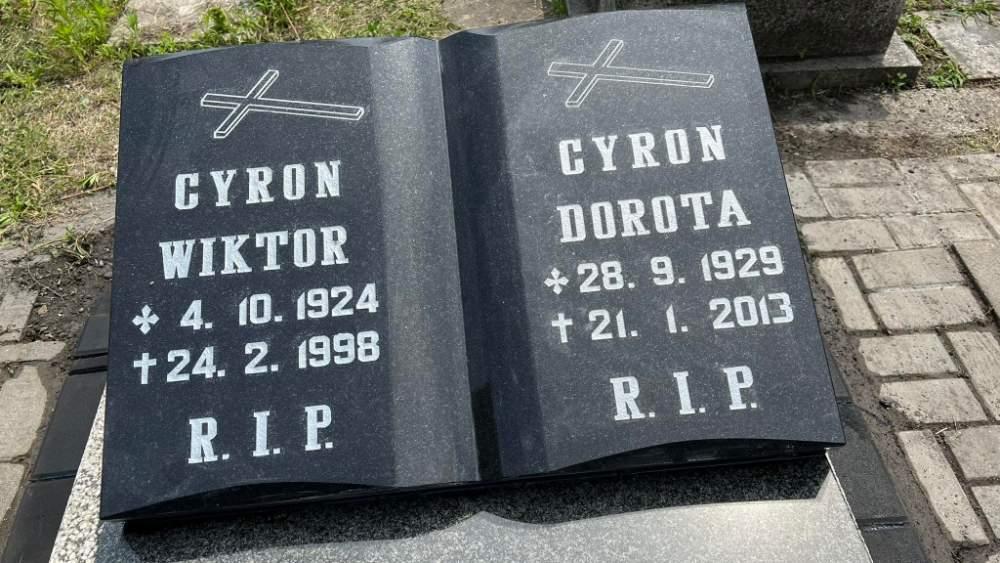 CYRON
WIKTOR
✣ 4. 10. 1924
✝ 24. 2. 1998
R. I. P.
CYRON
DOROTA
✣ 28. 9. 1929
✝ 21. 1. 2013
R. I. P.